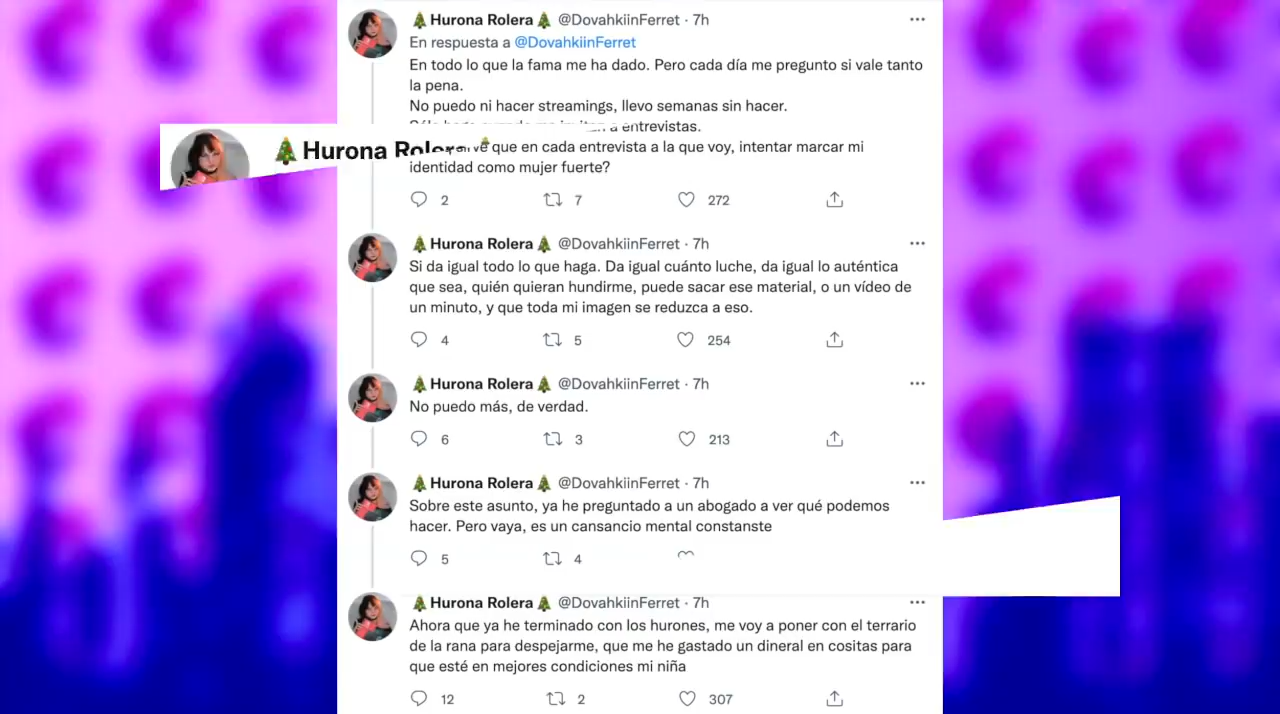 🎄Hurona Rolera🎄 @DovahkiinFerret · 7h
En respuesta a @DovahkiinFerret
En todo lo que la fama me ha dado. Pero cada día me pregunto si vale tanto
la pena.
No puedo ni hacer streamings, llevo semanas sin hacer.
a entrevistas.
🎄Hurona Rolera
que en cada entrevista a la que voy, intentar marcar mi
identidad como mujer fuerte?
2 7 272
🎄Hurona Rolera🎄 @DovahkiinFerret · 7h
Si da igual todo lo que haga. Da igual cuánto luche, da igual lo auténtica
que sea, quién quieran hundirme, puede sacar ese material, o un vídeo de
un minuto, y que toda mi imagen se reduzca a eso.
4 5 254
🎄Hurona Rolera🎄 @DovahkiinFerret · 7h
No puedo más, de verdad.
6 3 213
🎄Hurona Rolera🎄 @DovahkiinFerret · 7h
Sobre este asunto, ya he preguntado a un abogado a ver qué podemos
hacer. Pero vaya, es un cansancio mental constanste
5 4
🎄Hurona Rolera🎄 @DovahkiinFerret · 7h
Ahora que ya he terminado con los hurones, me voy a poner con el terrario
de la rana para despejarme, que me he gastado un dineral en cositas para
que esté en mejores condiciones mi niña
12 2 307